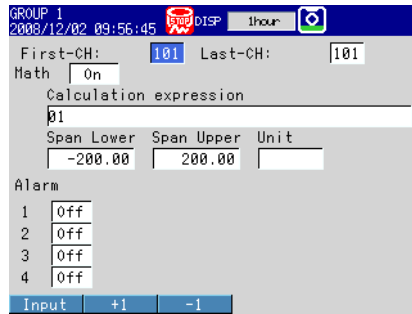 GROUP 1
2008/12/02 09:56:45 STOP DISP 1hour
First-CH: 101 Last-CH: 101
Math On
Calculation expression
01
Span Lower Span Upper Unit
-200.00 200.00
Alarm
1 Off
2 Off
3 Off
4 Off
Input +1 -1